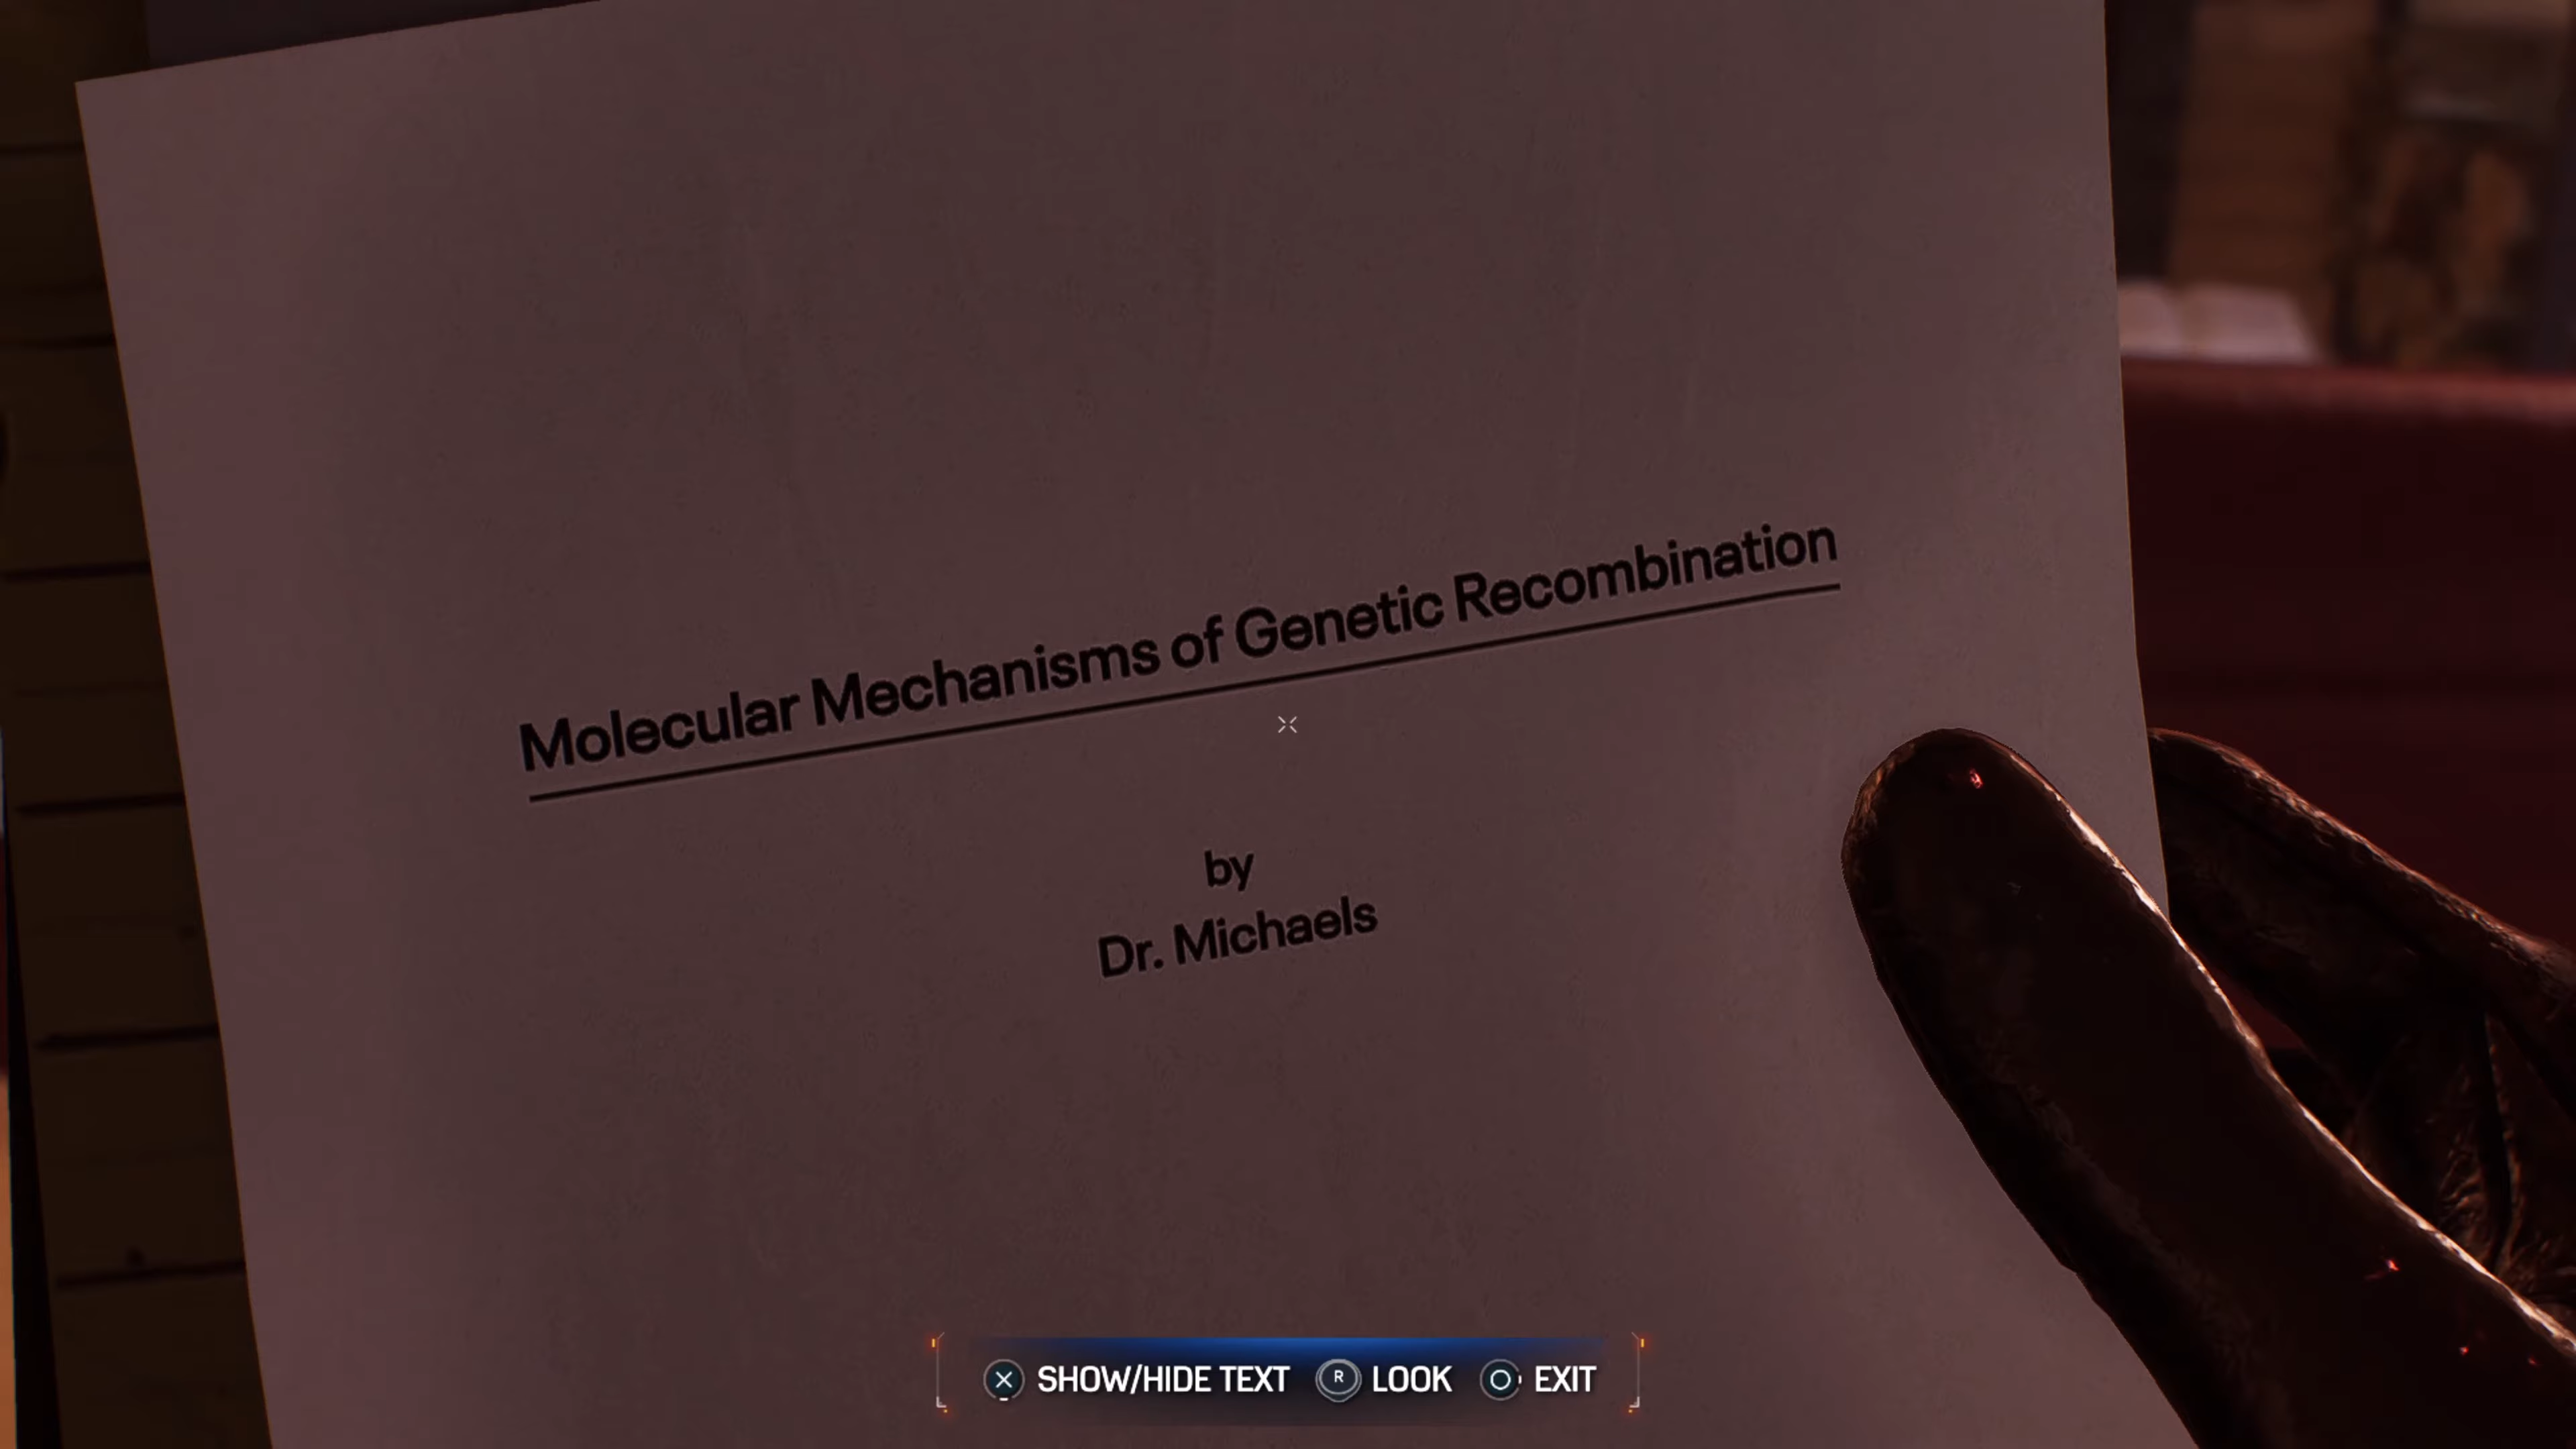 Molecular Mechanisms of Genetic Recombination
by
Dr. Michaels
SHOW/HIDE TEXT R LOOK EXIT